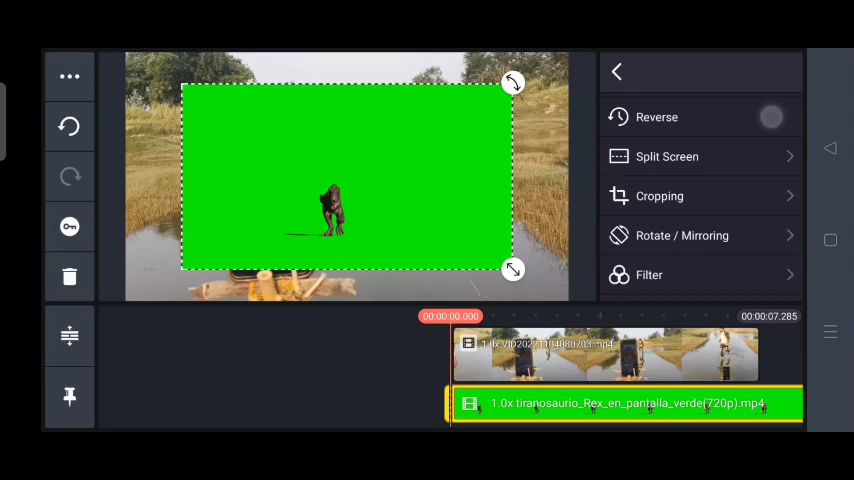 Reverse
Split Screen
Cropping
Rotate / Mirroring
Filter
00:00:00.000
4
00:00:07.285
1.0x VID20221104080703.mp4
1.0x tiranosaurio_Rex_en_pantalla_verde(720p).mp4